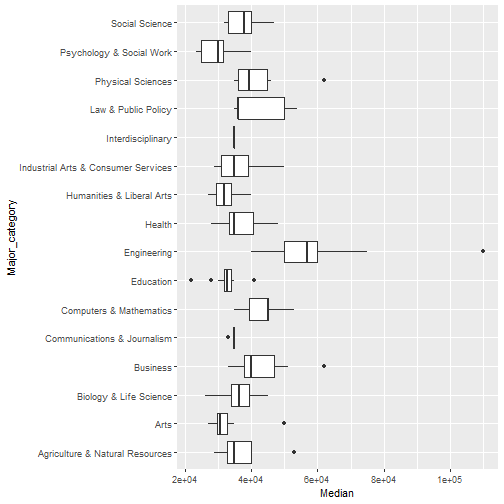 Social Science
Psychology & Social Work
Physical Sciences
Law & Public Policy
Interdisciplinary
Industrial Arts & Consumer Services
Humanities & Liberal Arts
Health
Engineering
Education
Computers & Mathematics
Communications & Journalism
Business
Biology & Life Science
Arts
Agriculture & Natural Resources
Major_category
2e+04 4e+04 6e+04 8e+04 1e+05
Median